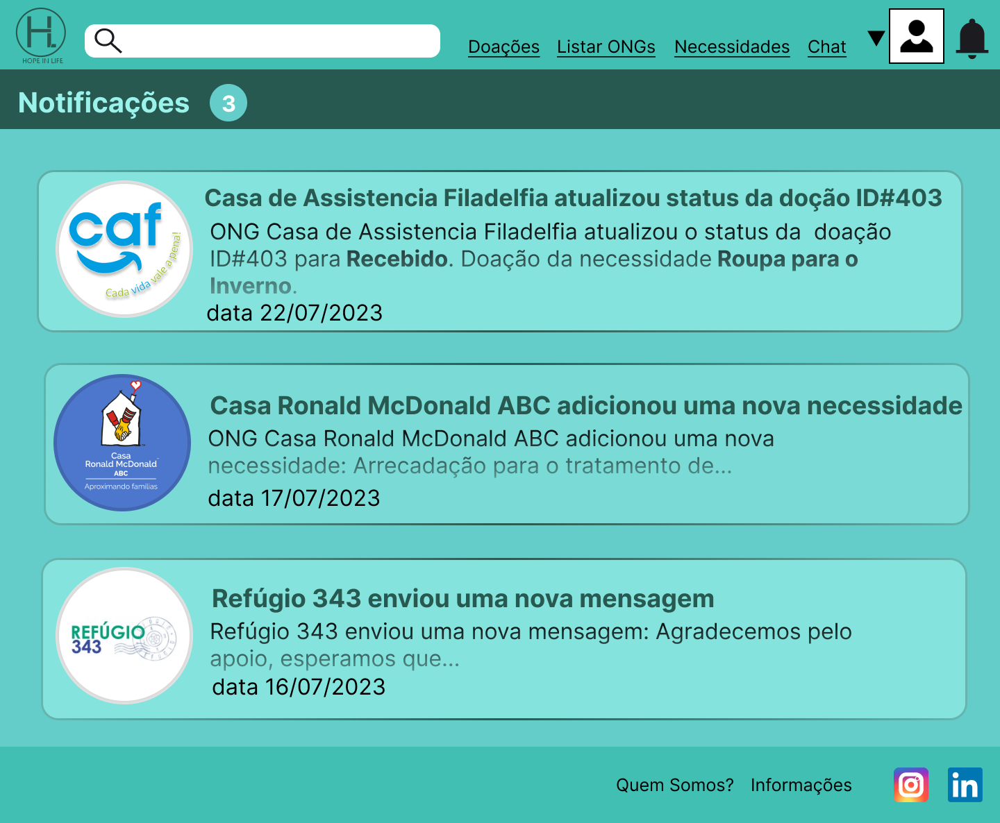 H.
HOPE IN LIFE
Doações Listar ONGs Necessidades Chat
Notificações 3
caf
Cada vida vale a pena!
Casa de Assistencia Filadelfia atualizou status da doção ID#403
ONG Casa de Assistencia Filadelfia atualizou o status da doação
ID#403 para Recebido. Doação da necessidade Roupa para o
Inverno.
data 22/07/2023
Casa
Ronald McDonald
ABC
Aproximando famílias
Casa Ronald McDonald ABC adicionou uma nova necessidade
ONG Casa Ronald McDonald ABC adicionou uma nova
necessidade: Arrecadação para o tratamento de...
data 17/07/2023
REFÚGIO
343
Refúgio 343 enviou uma nova mensagem
Refúgio 343 enviou uma nova mensagem: Agradecemos pelo
apoio, esperamos que...
data 16/07/2023
Quem Somos? Informações
in